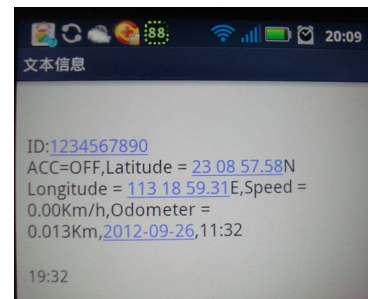 88
20:09
文本信息
ID:1234567890
ACC=OFF,Latitude = 23 08 57.58N
Longitude = 113 18 59.31E,Speed =
0.00Km/h,Odometer =
0.013Km,2012-09-26,11:32
19:32